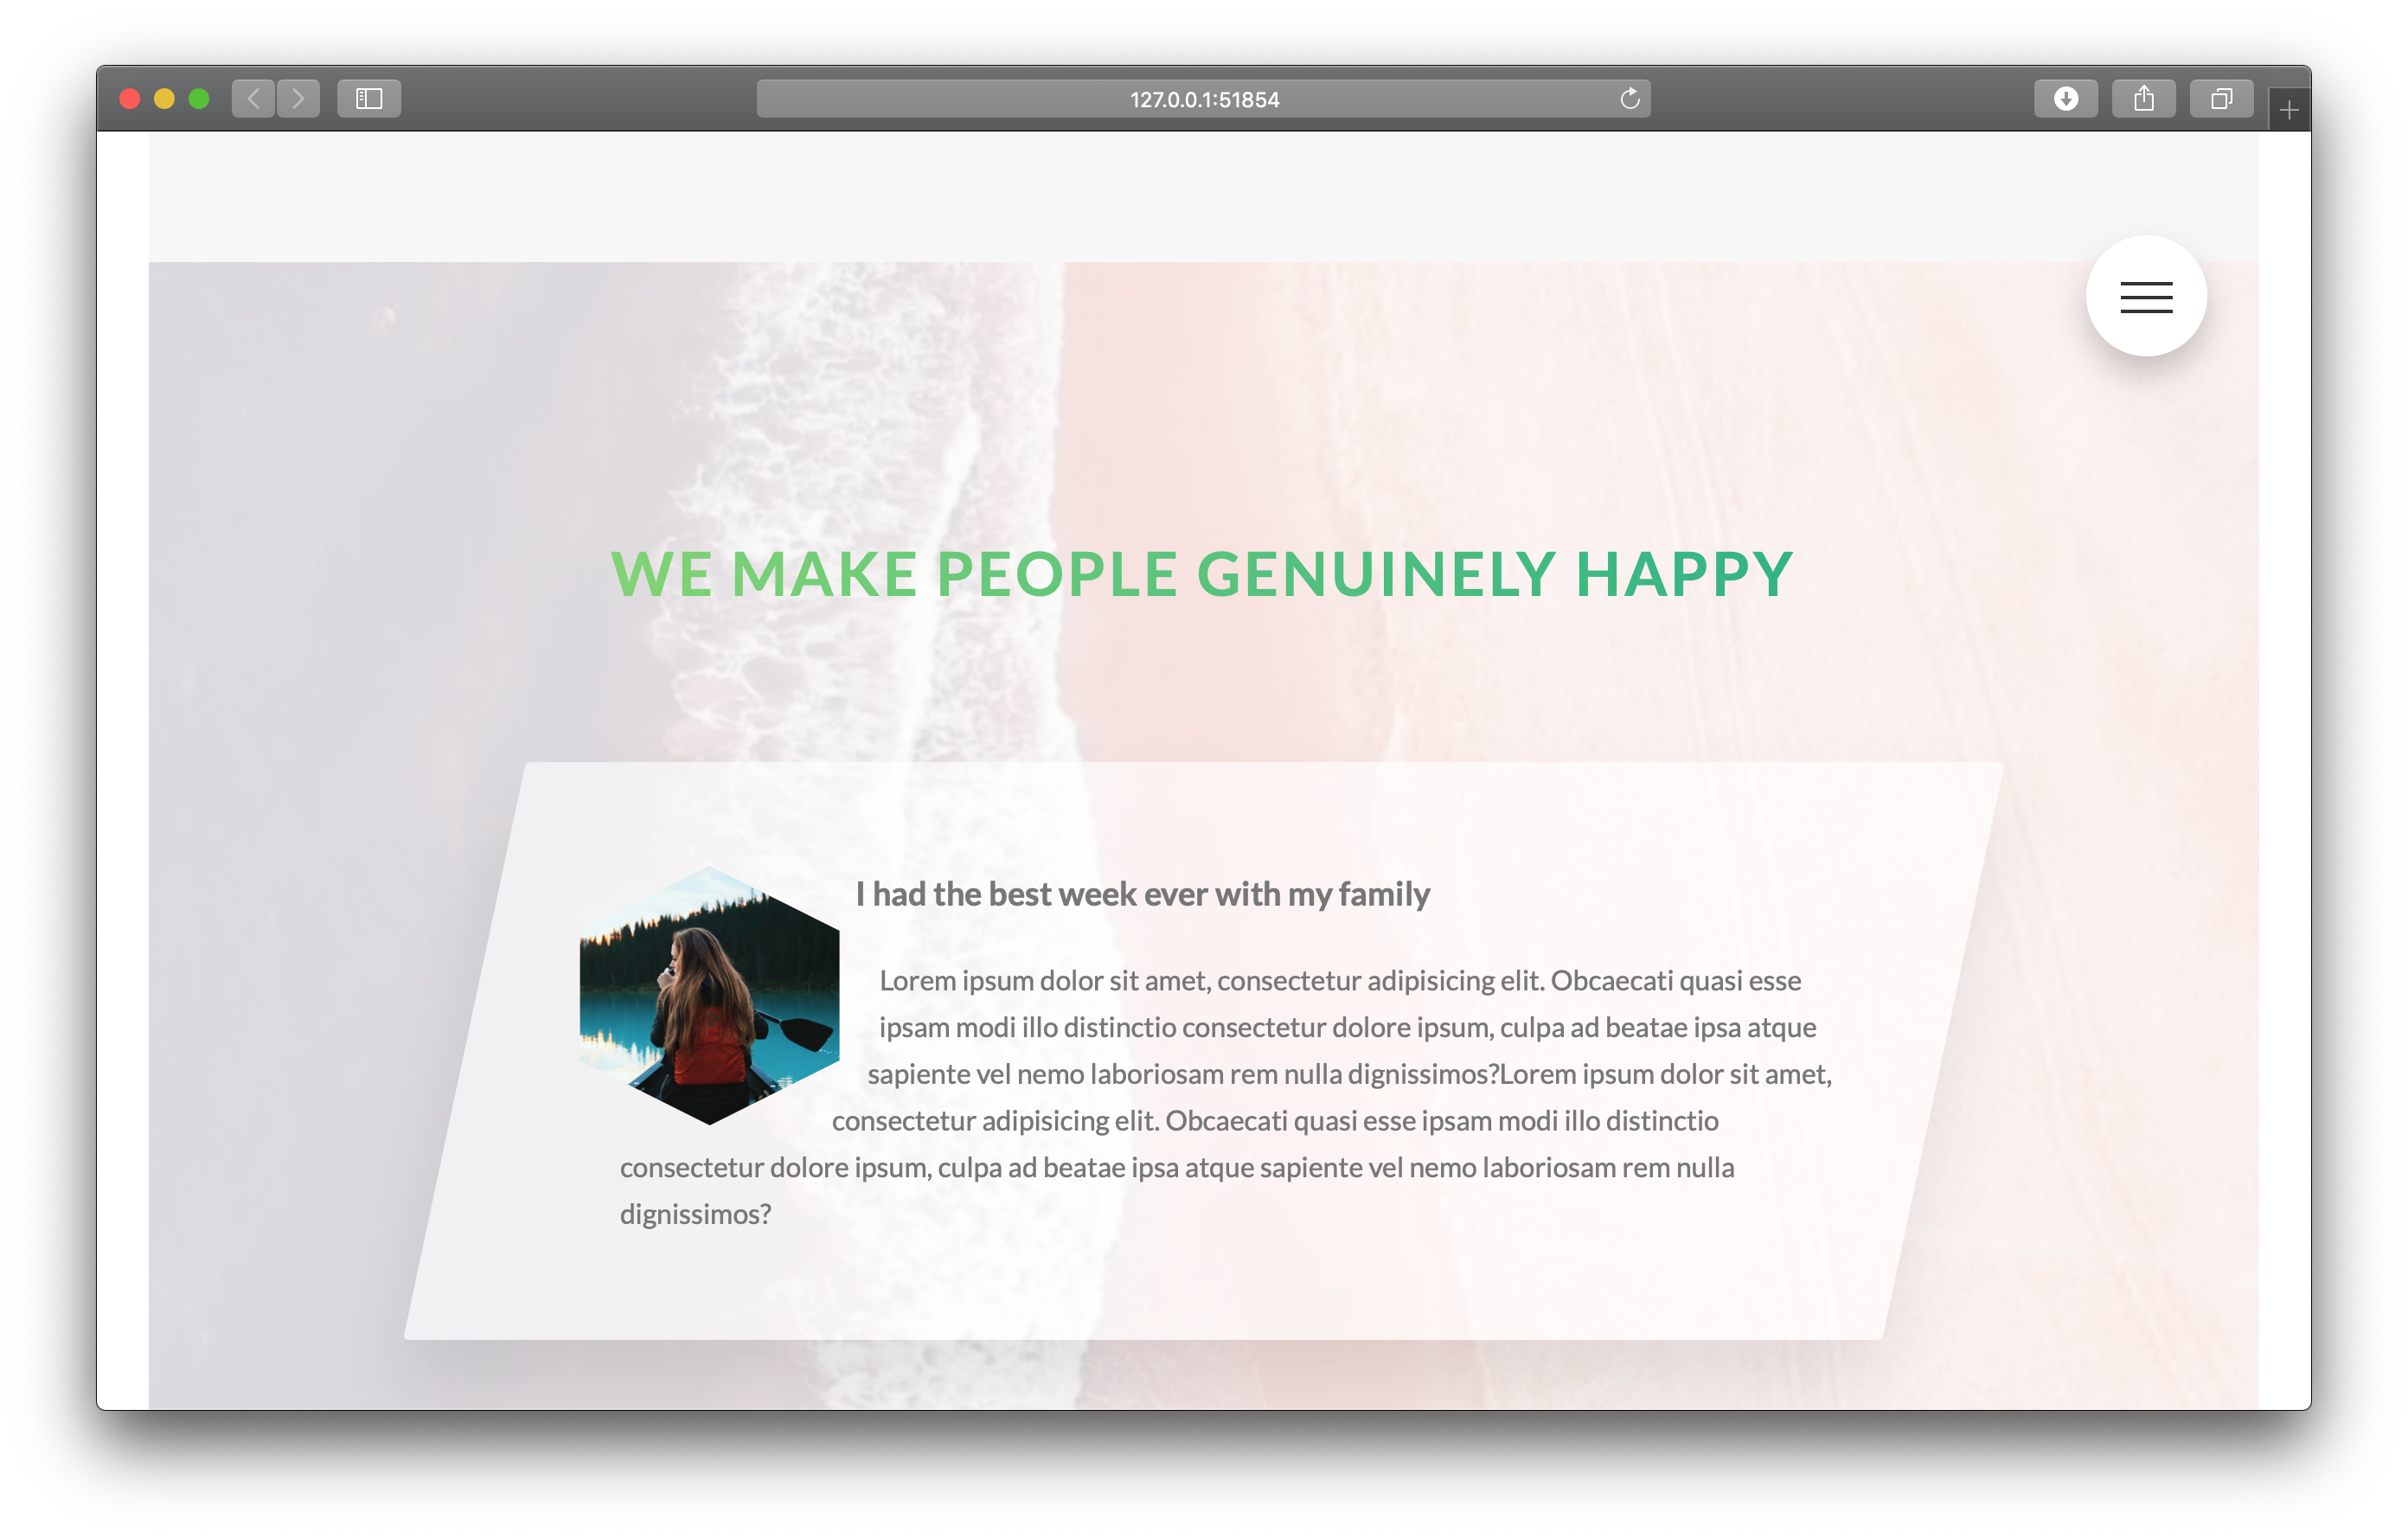 127.0.0.1:51854
WE MAKE PEOPLE GENUINELY HAPPY
I had the best week ever with my family
Lorem ipsum dolor sit amet, consectetur adipisicing elit. Obcaecati quasi esse
ipsam modi illo distinctio consectetur dolore ipsum, culpa ad beatae ipsa atque
sapiente vel nemo laboriosam rem nulla dignissimos?Lorem ipsum dolor sit amet,
consectetur adipisicing elit. Obcaecati quasi esse ipsam modi illo distinctio
consectetur dolore ipsum, culpa ad beatae ipsa atque sapiente vel nemo laboriosam rem nulla
dignissimos?